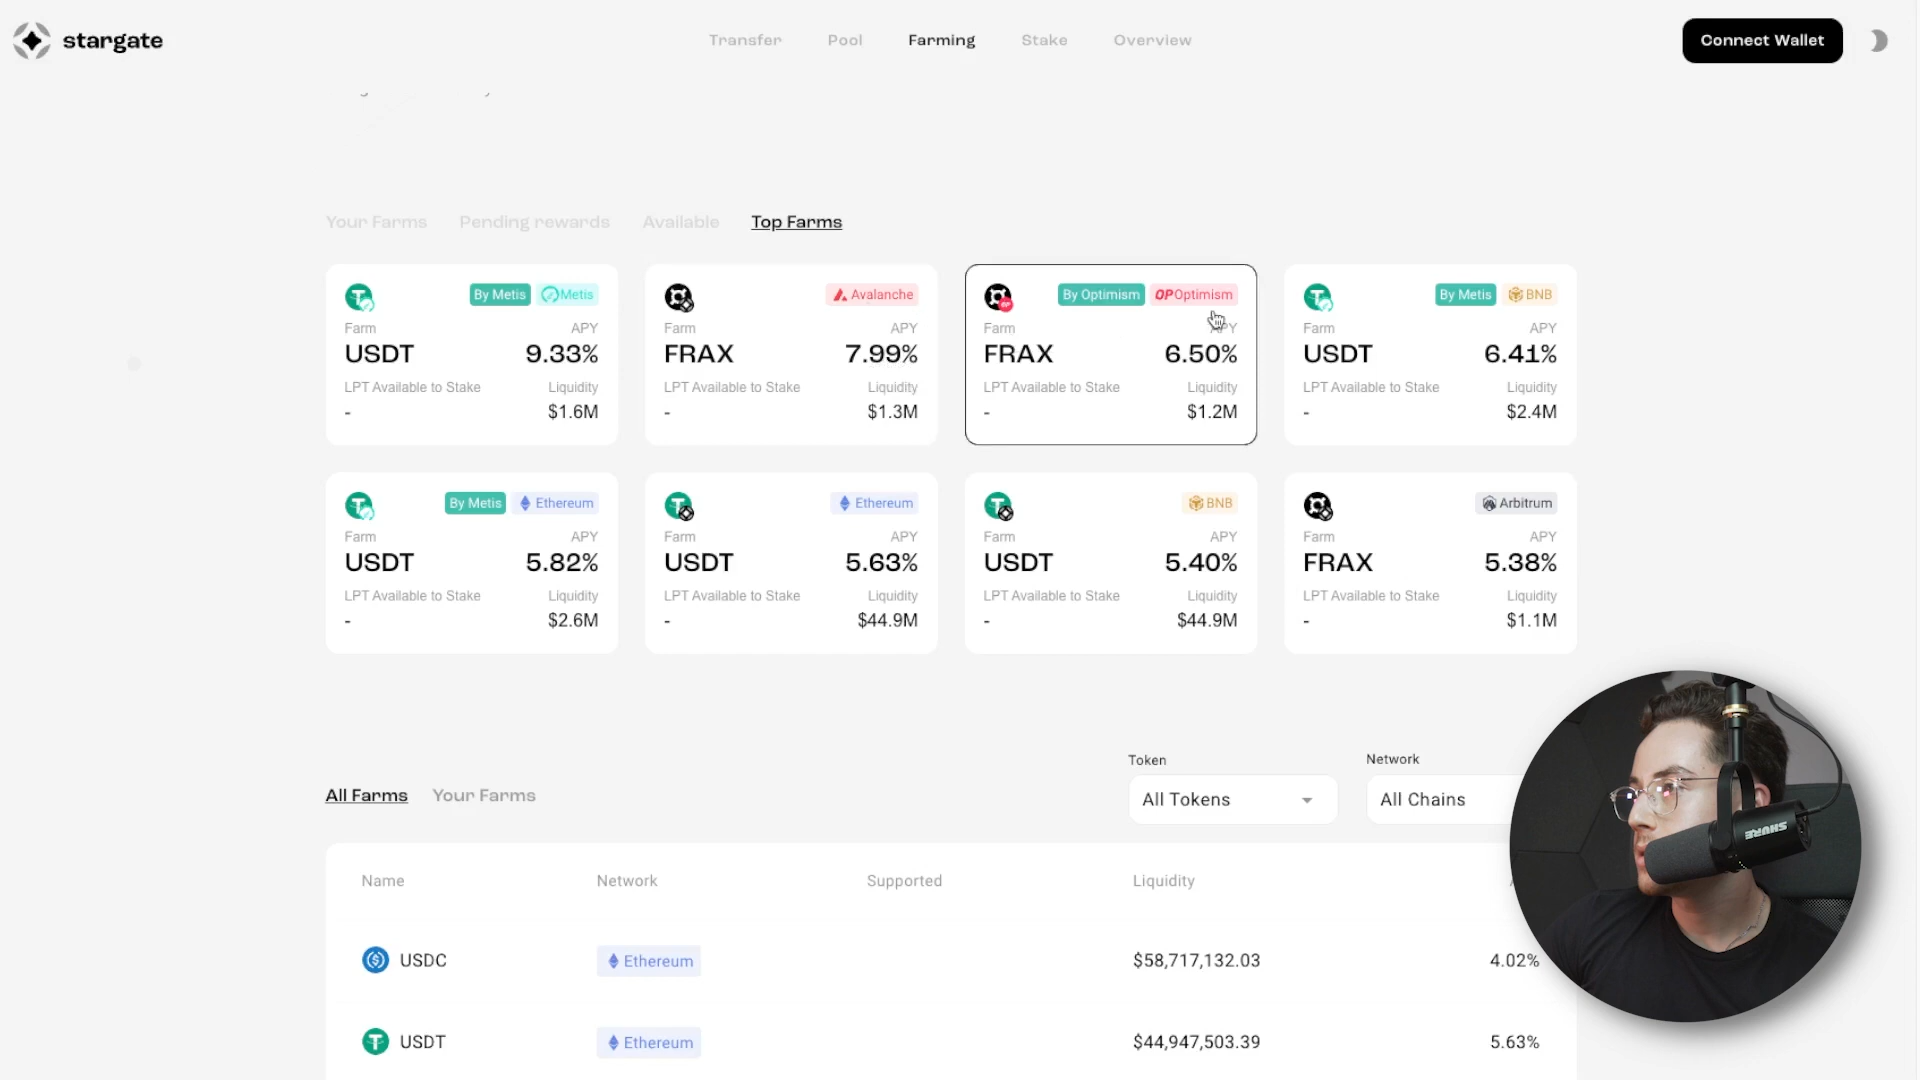 stargate
Transfer Pool Farming Stake Overview
Connect Wallet
Your Farms Pending rewards Available Top Farms
By Metis Metis
Farm APY
USDT 9.33%
LPT Available to Stake Liquidity
- $1.6M
Avalanche
Farm APY
FRAX 7.99%
LPT Available to Stake Liquidity
- $1.3M
By Optimism OP Optimism
Farm APY
FRAX 6.50%
LPT Available to Stake Liquidity
- $1.2M
By Metis BNB
Farm APY
USDT 6.41%
LPT Available to Stake Liquidity
- $2.4M
By Metis Ethereum
Farm APY
USDT 5.82%
LPT Available to Stake Liquidity
- $2.6M
Ethereum
Farm APY
USDT 5.63%
LPT Available to Stake Liquidity
- $44.9M
BNB
Farm APY
USDT 5.40%
LPT Available to Stake Liquidity
- $44.9M
Arbitrum
Farm APY
FRAX 5.38%
LPT Available to Stake Liquidity
- $1.1M
Token Network
All Farms Your Farms All Tokens All Chains
Name Network Supported Liquidity
USDC Ethereum $58,717,132.03 4.02%
USDT Ethereum $44,947,503.39 5.63%
SHURE